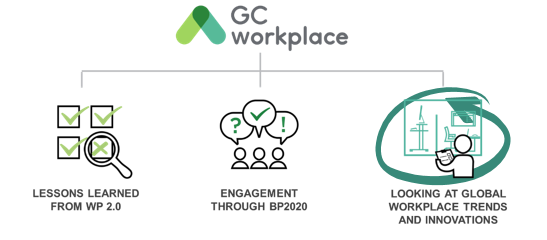 GC
workplace
?
!
LESSONS LEARNED
FROM WP 2.0
ENGAGEMENT
THROUGH BP2020
LOOKING AT GLOBAL
WORKPLACE TRENDS
AND INNOVATIONS